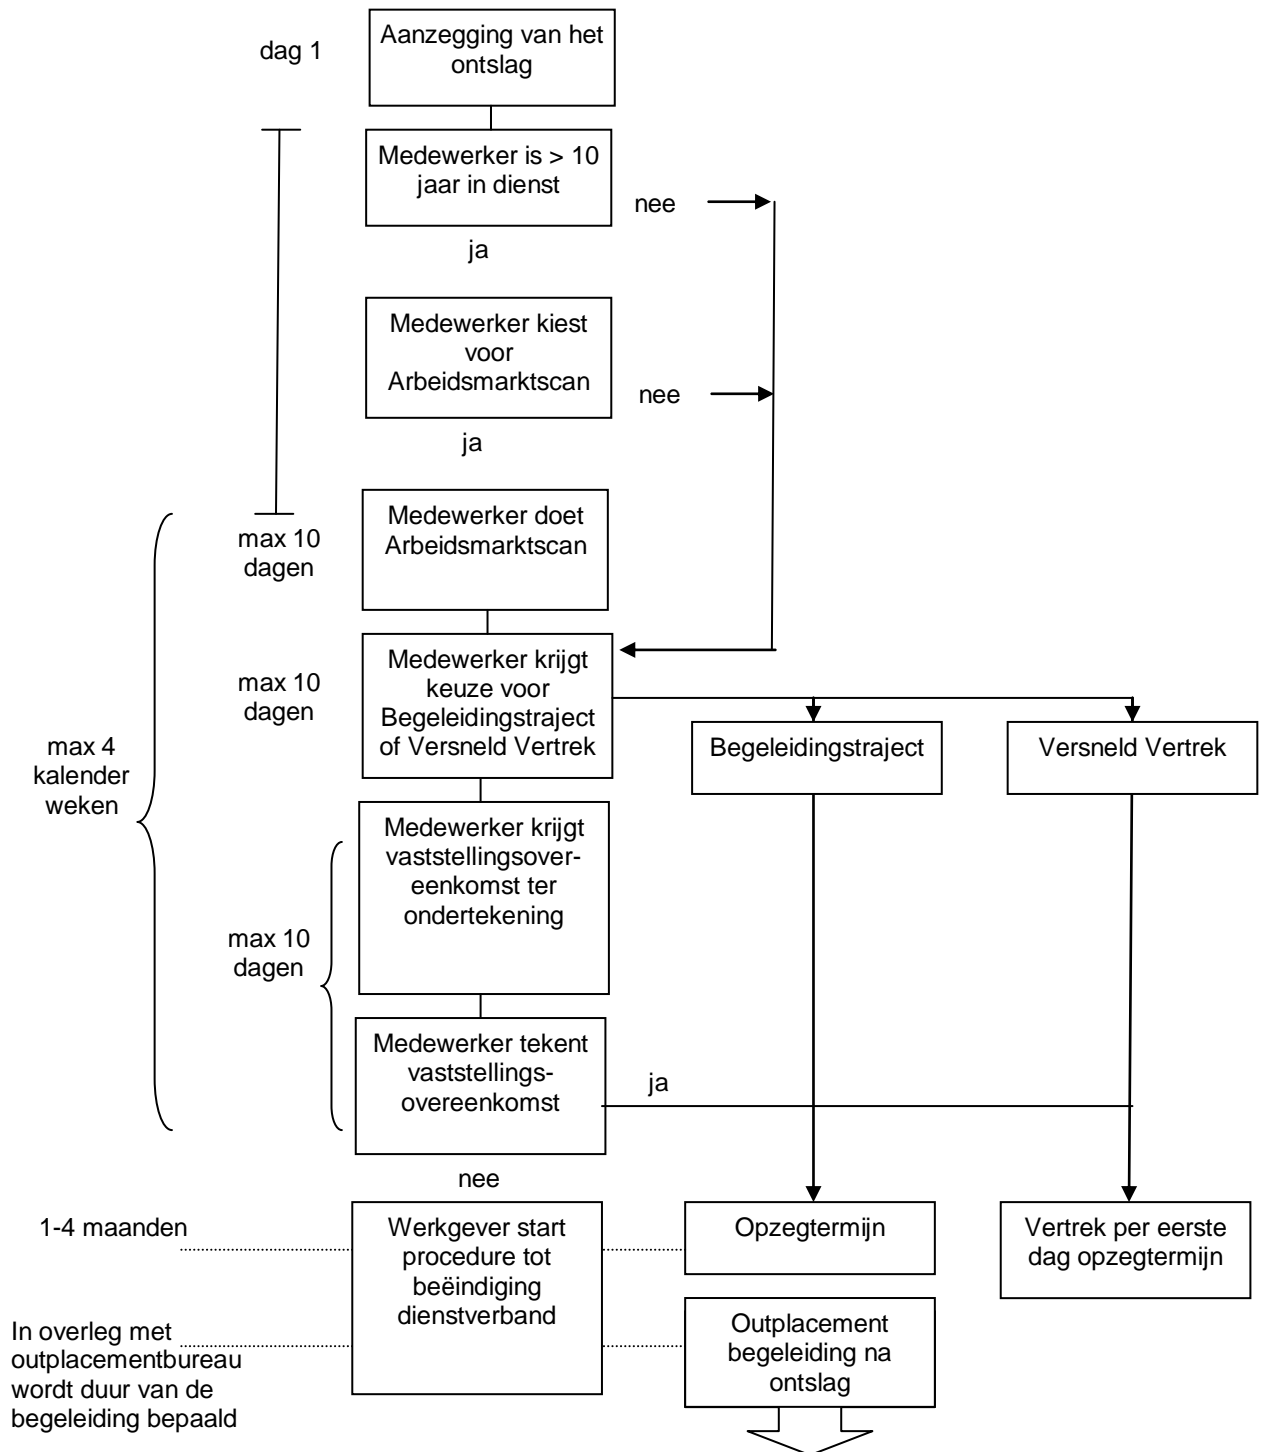 dag 1
Aanzegging van het
ontslag
Medewerker is > 10
jaar in dienst
nee
ja
Medewerker kiest
voor
Arbeidsmarktscan
nee
ja
Medewerker doet
Arbeidsmarktscan
max 10
dagen
Medewerker krijgt
keuze voor
Begeleidingstraject
of Versneld Vertrek
max 10
dagen
Begeleidingstraject
Versneld Vertrek
max 4
kalender
weken
Medewerker krijgt
vaststellingsover-
eenkomst ter
ondertekening
max 10
dagen
Medewerker tekent
vaststellings-
overeenkomst
ja
nee
1-4 maanden
Werkgever start
procedure tot
beëindiging
dienstverband
Opzegtermijn
Vertrek per eerste
dag opzegtermijn
In overleg met
outplacementbureau
wordt duur van de
begeleiding bepaald
Outplacement
begeleiding na
ontslag